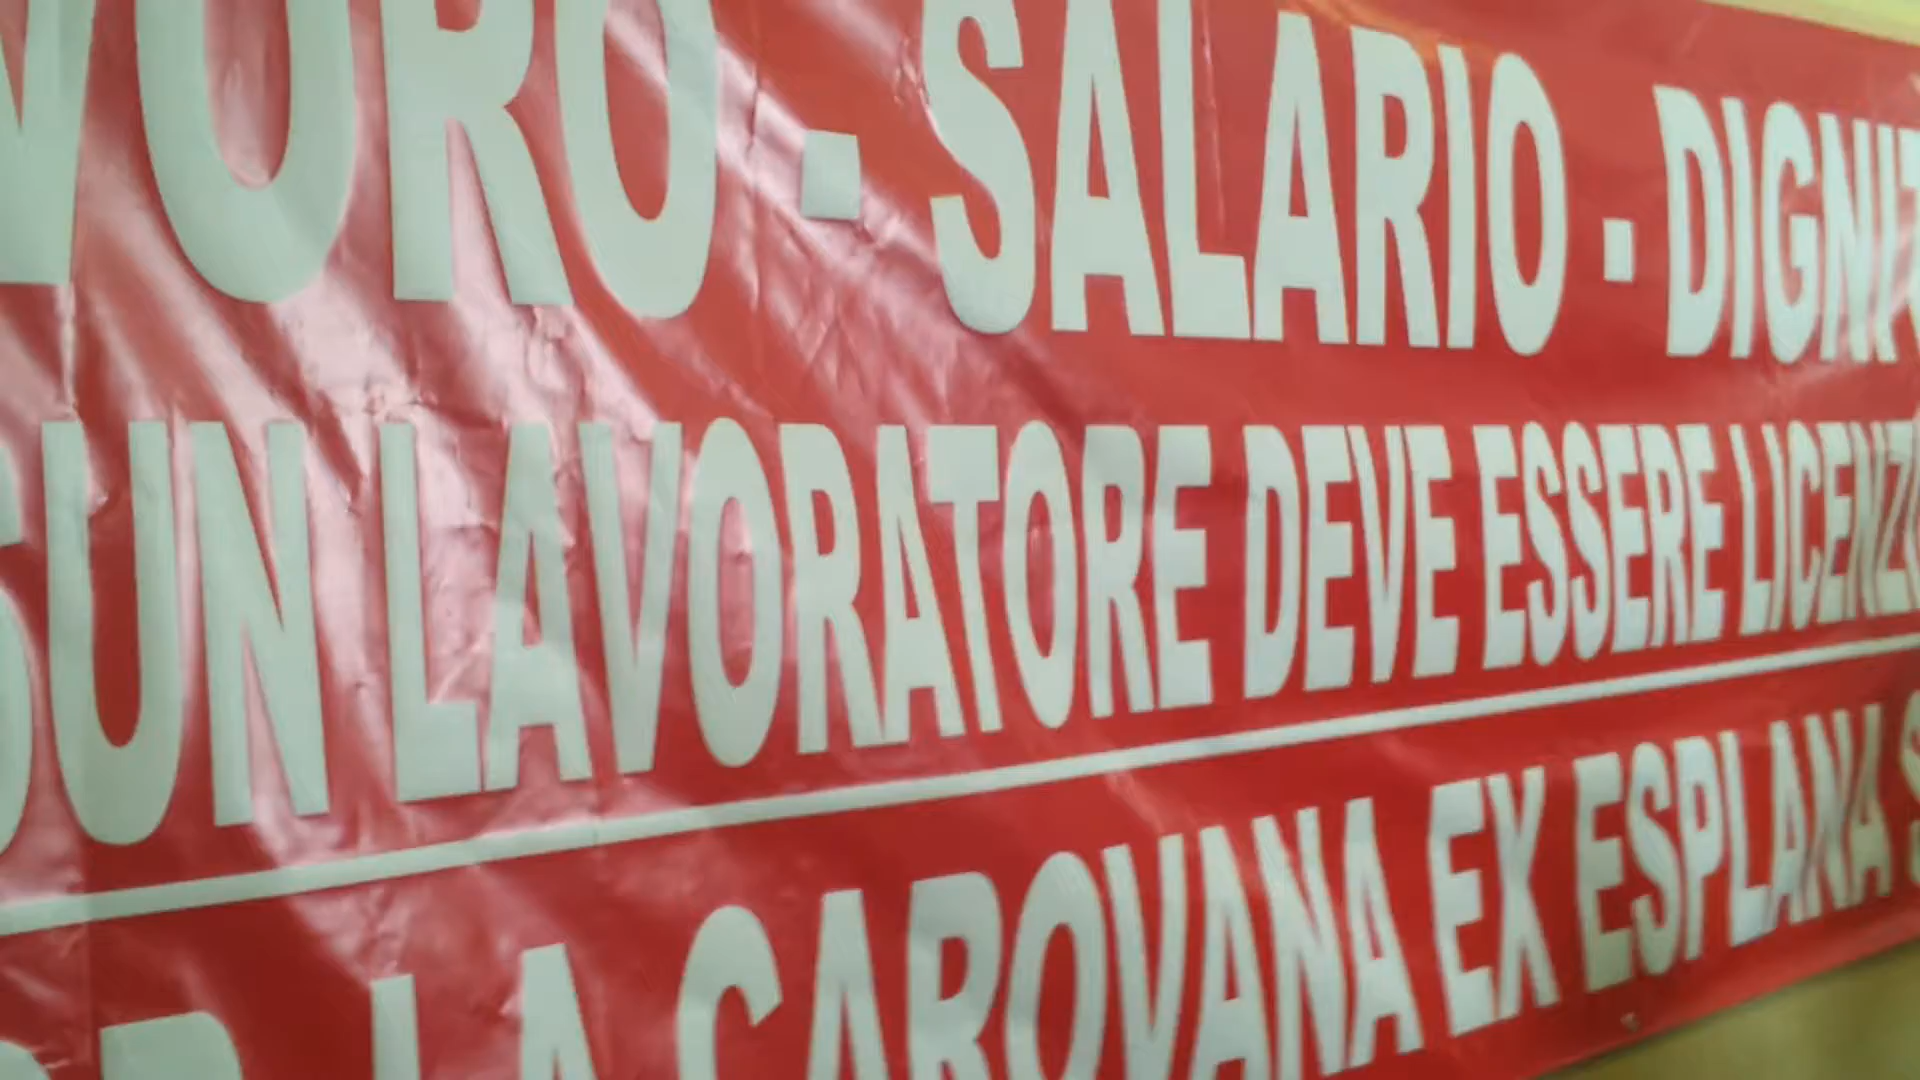 VORO - SALARIO - DIGNIT
SUN LAVORATORE DEVE ESSERE LICENZ
LA CAROVANA EX ESPLANA S